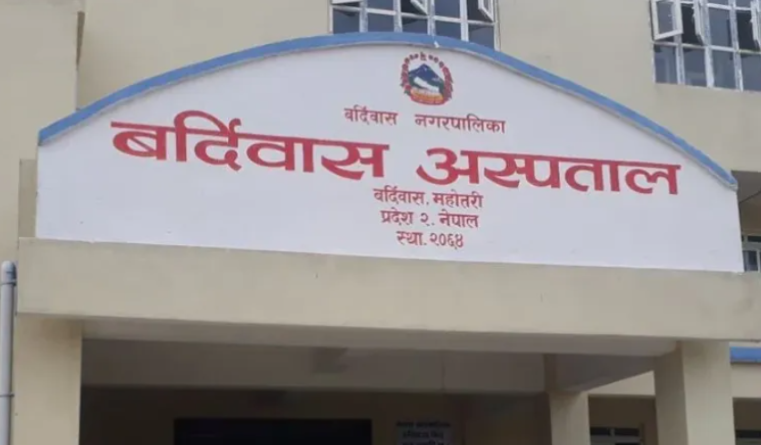 बर्दिवास नगरपालिका
बर्दिवास अस्पताल
बर्दिवास, महोतरी
प्रदेश २, नेपाल
स्था. २०६४